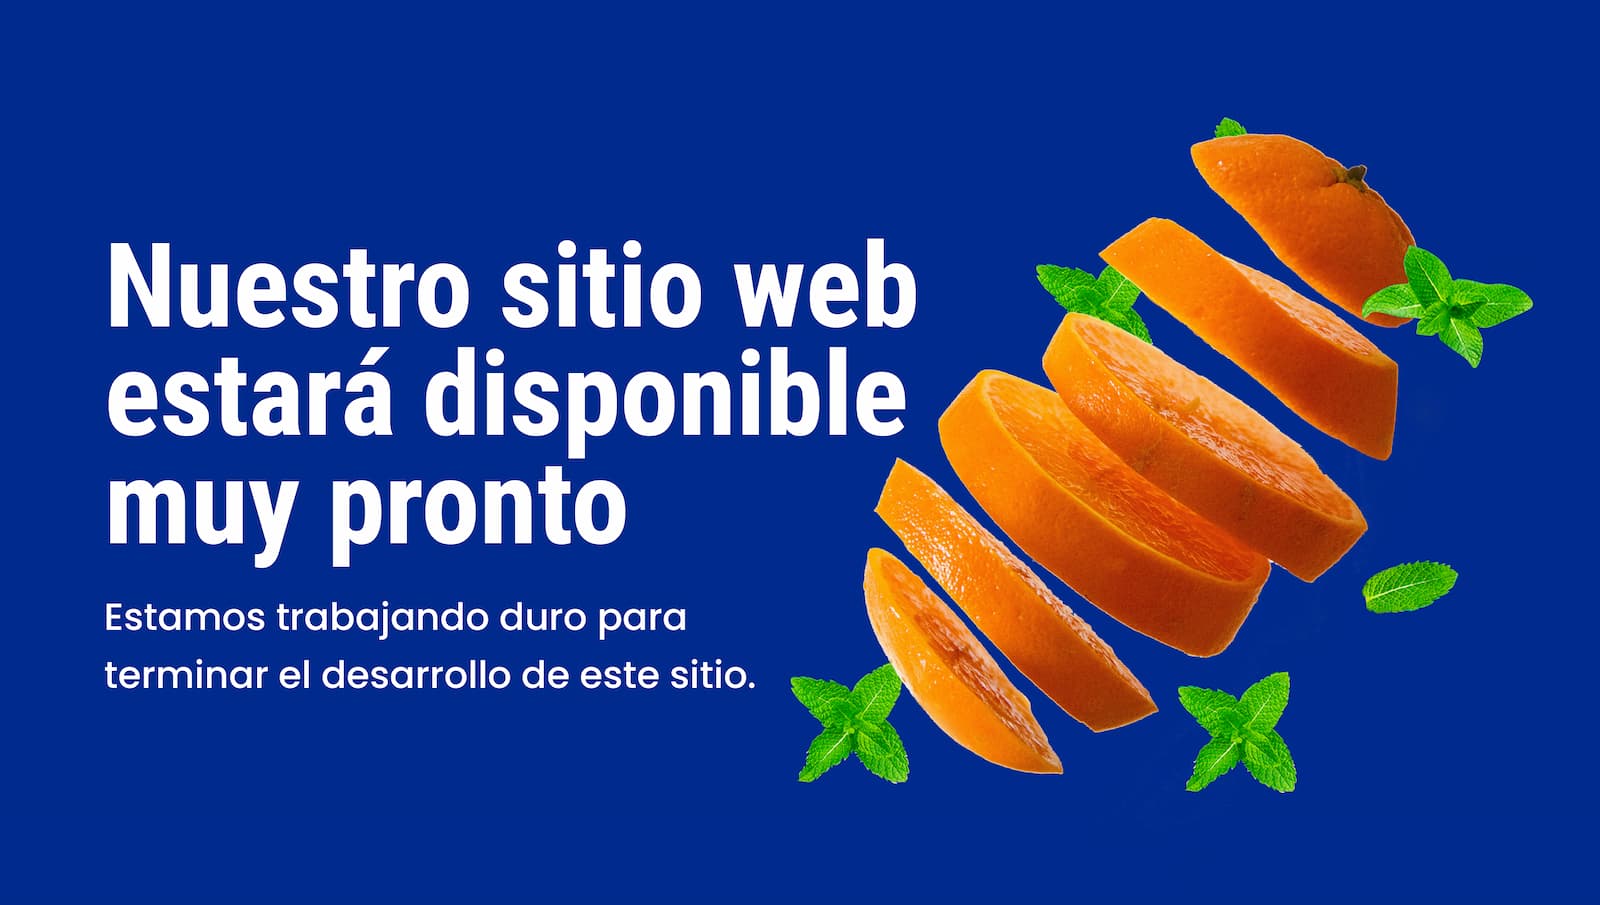 Nuestro sitio web
estará disponible
muy pronto
Estamos trabajando duro para
terminar el desarrollo de este sitio.